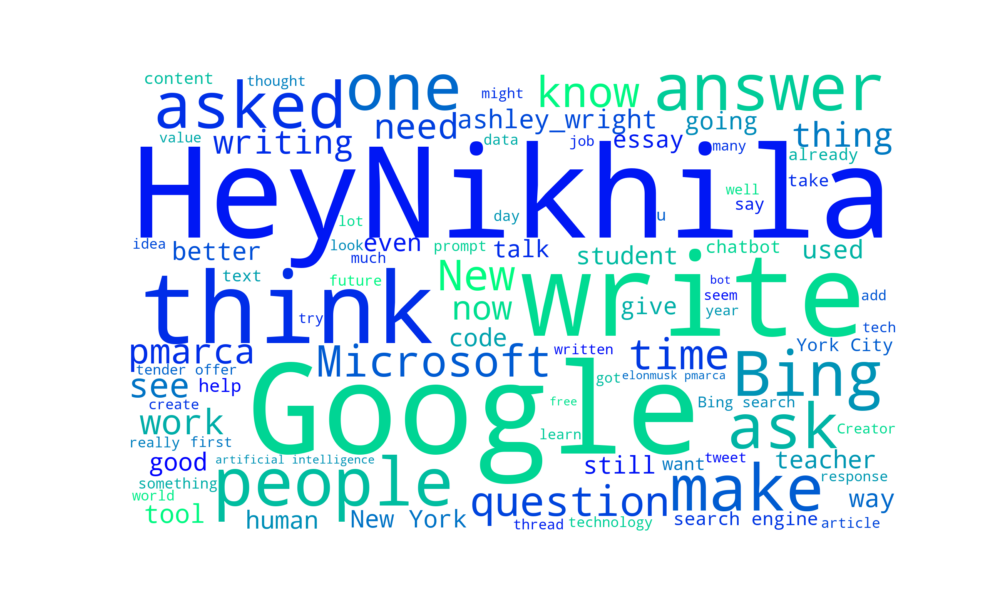 content thought might know answer
asked one
need ashley_wright going thing
value writing data job essay many already
HeyNikhila
well take
say
lot day u
idea better look even prompt talk student chatbot used
much
text future New write bot
think now give seem add
try code year tech
pmarca Microsoft written time York City
tender offer Google got elonmusk pmarca Bing
see help
create free Bing search
work learn ask Creator
really first
good artificial intelligence still want tweet teacher
something people response
world question make way
tool human New York thread technology search engine article